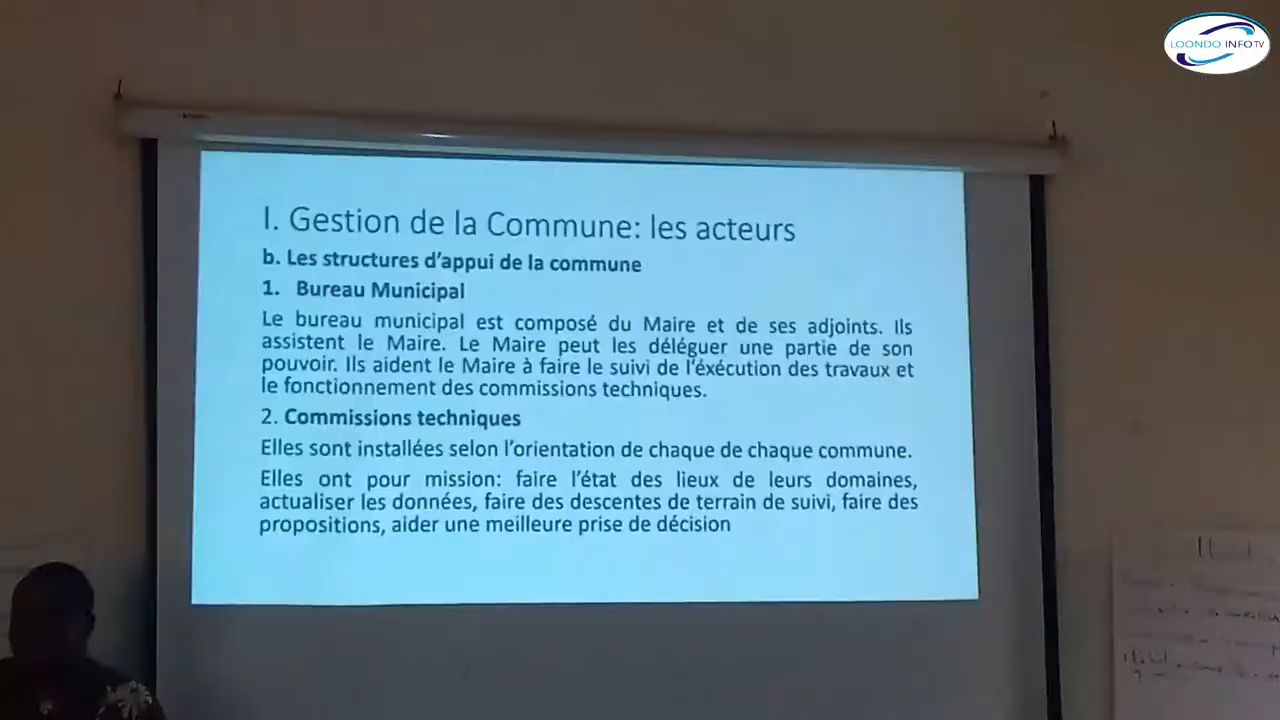 LOONDO INFO TV
I. Gestion de la Commune: les acteurs
b. Les structures d'appui de la commune
1. Bureau Municipal
Le bureau municipal est composé du Maire et de ses adjoints. Ils
assistent le Maire. Le Maire peut les déléguer une partie de son
pouvoir. Ils aident le Maire à faire le suivi de l'éxécution des travaux et
le fonctionnement des commissions techniques.
2. Commissions techniques
Elles sont installées selon l'orientation de chaque de chaque commune.
Elles ont pour mission: faire l'état des lieux de leurs domaines,
actualiser les données, faire des descentes de terrain de suivi, faire des
propositions, aider une meilleure prise de décision